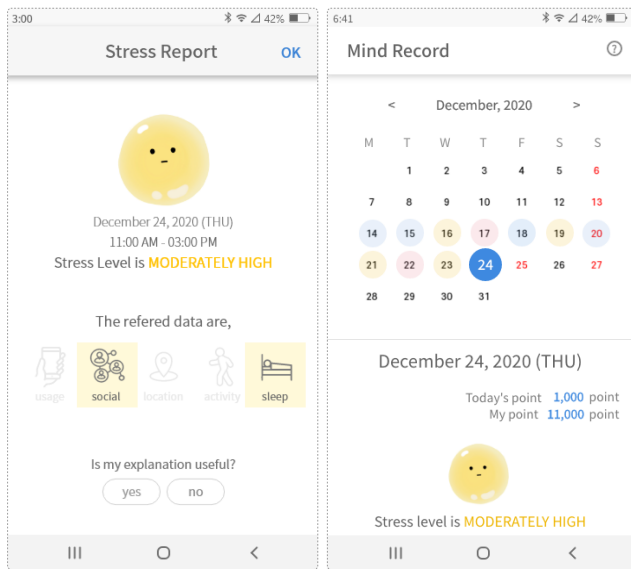 3:00 42%
Stress Report OK
December 24, 2020 (THU)
11:00 AM - 03:00 PM
Stress Level is MODERATELY HIGH
The refered data are,
usage social location activity sleep
Is my explanation useful?
yes no
6:41 42%
Mind Record ?
< December, 2020 >
M T W T F S S
1 2 3 4 5 6
7 8 9 10 11 12 13
14 15 16 17 18 19 20
21 22 23 24 25 26 27
28 29 30 31
December 24, 2020 (THU)
Today's point 1,000 point
My point 11,000 point
Stress level is MODERATELY HIGH